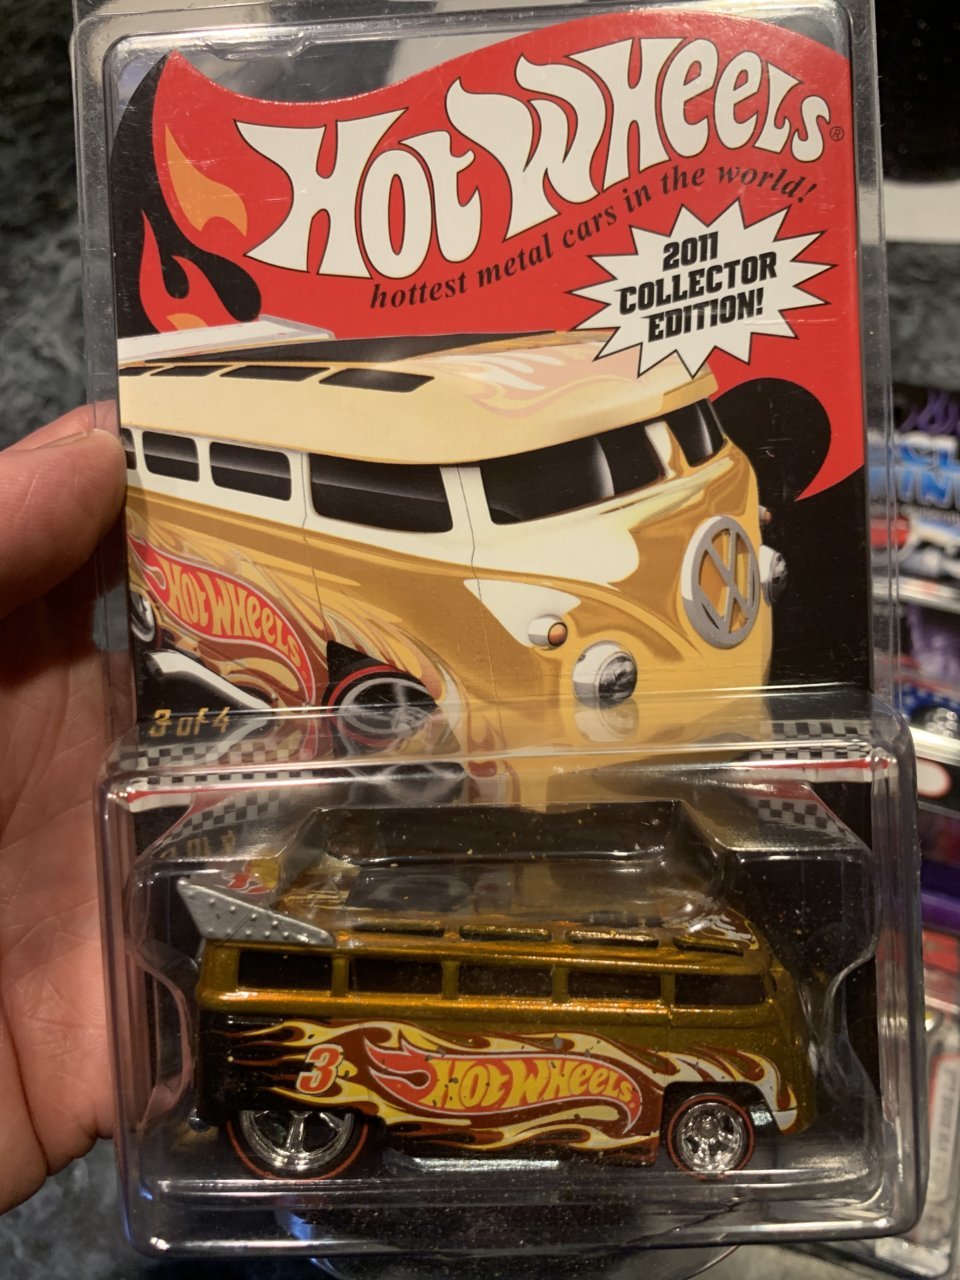 HOT WHEELS®
hottest metal cars in the world!
2011
COLLECTOR
EDITION!
HOT WHEELS
3 of 4
3
HOT WHEELS